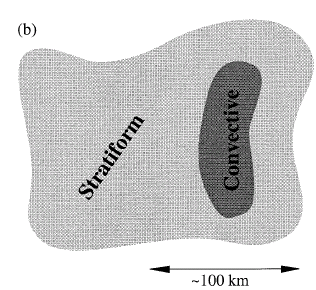 (b)
Stratiform
Convective
~100 km